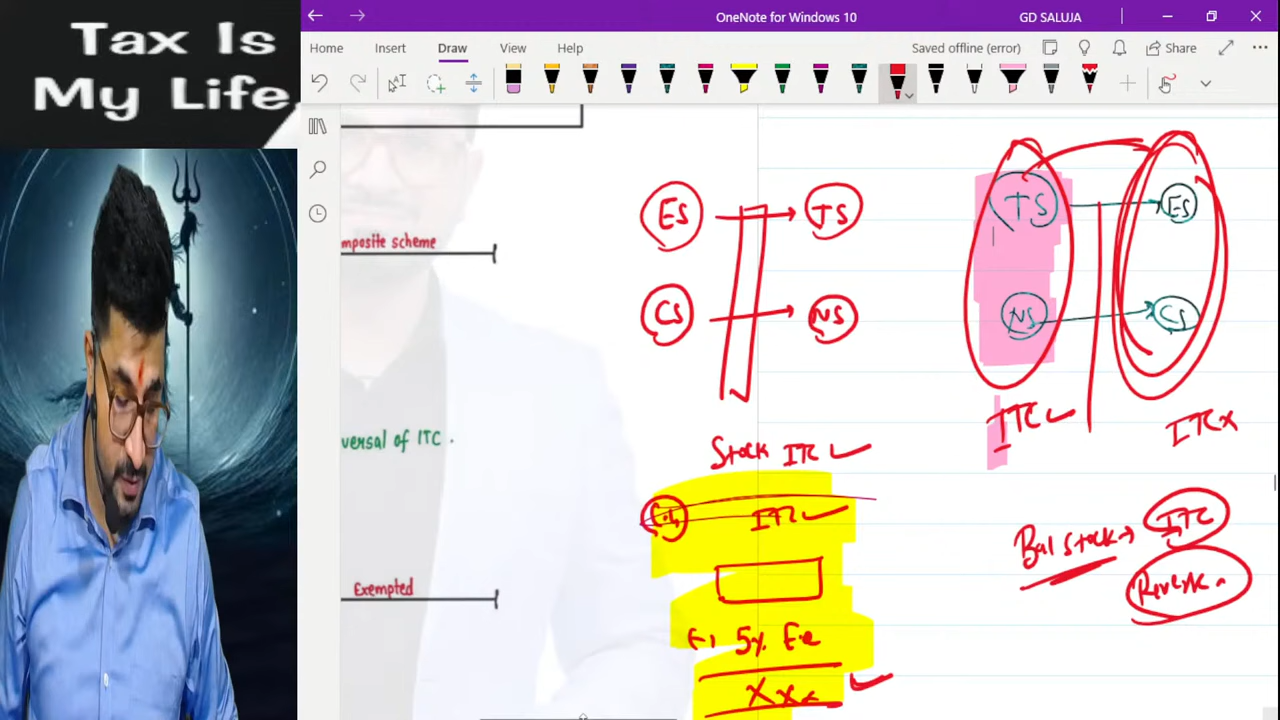 Tax Is
My Life
OneNote for Windows 10
GD SALUJA
Home Insert Draw View Help
Saved offline (error)
Share
mposite scheme
versal of ITC .
Exempted
ES → TS
CS → NS
TS → ES
NS → CS
ITC ✓
ITC x
Stock ITC ✓
ITC ✓
5%
Bal Stock → ITC
Reverse.